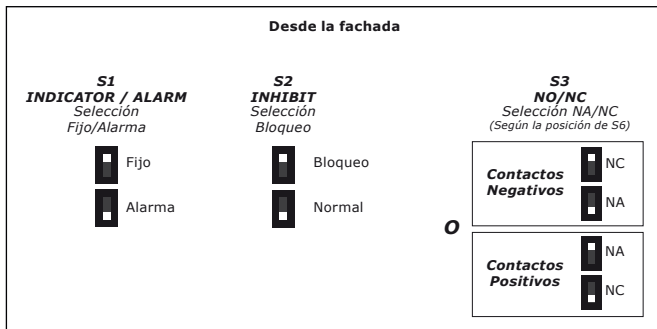 Desde la fachada
S1
INDICATOR / ALARM
Selección
Fijo/Alarma
Fijo
Alarma
S2
INHIBIT
Selección
Bloqueo
Bloqueo
Normal
S3
NO/NC
Selección NA/NC
(Según la posición de S6)
Contactos
Negativos
NC
NA
O
Contactos
Positivos
NA
NC